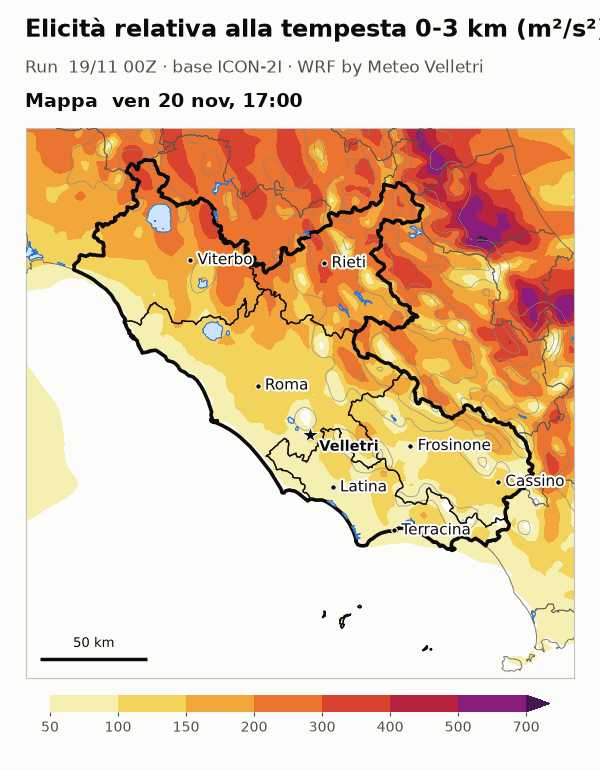 Elicità relativa alla tempesta 0-3 km (m²/s²)
Run 19/11 00Z · base ICON-2I · WRF by Meteo Velletri
Mappa ven 20 nov, 17:00
Viterbo
Rieti
Roma
Velletri
Frosinone
Latina
Cassino
Terracina
50 km
50 100 150 200 300 400 500 700